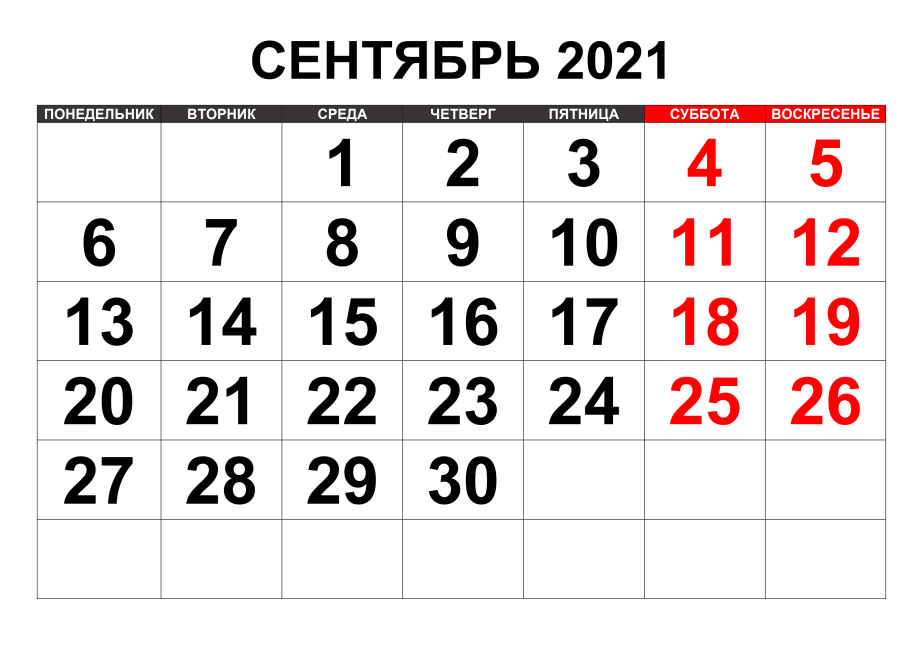 СЕНТЯБРЬ 2021
ПОНЕДЕЛЬНИК ВТОРНИК СРЕДА ЧЕТВЕРГ ПЯТНИЦА СУББОТА ВОСКРЕСЕНЬЕ
1 2 3 4 5
6 7 8 9 10 11 12
13 14 15 16 17 18 19
20 21 22 23 24 25 26
27 28 29 30